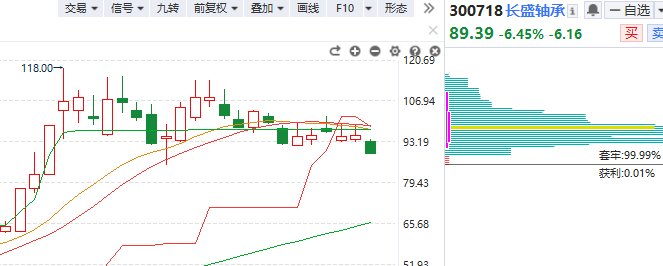 交易 信号 九转 前复权 叠加 画线 F10 形态
300718 长盛轴承
一自选
89.39 -6.45% -6.16
买 卖
118.00
120.69
106.94
93.19
79.43
65.68
51.93
套牢:99.99%
获利:0.01%